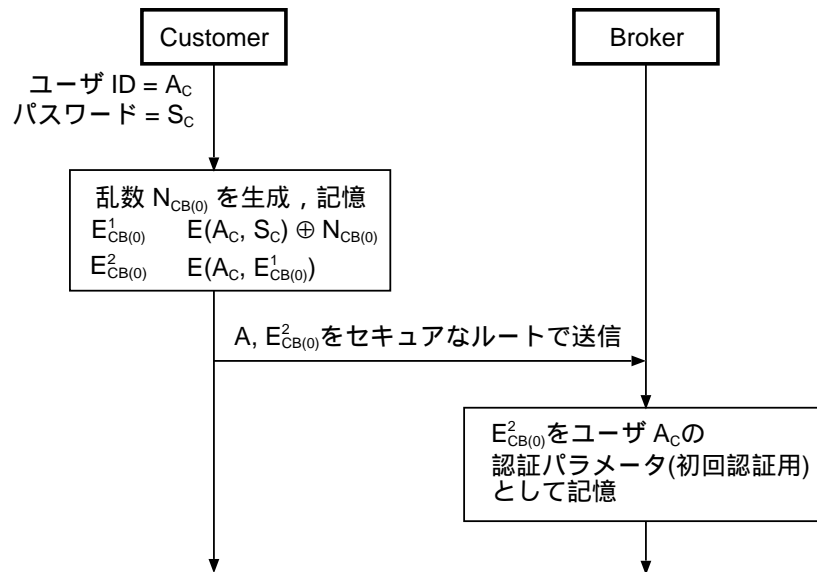 Customer
Broker
ユーザ ID = A_C
パスワード = S_C
乱数 N_CB(0) を生成 , 記憶
E^1_CB(0) E(A_C, S_C) ⊕ N_CB(0)
E^2_CB(0) E(A_C, E^1_CB(0))
A, E^2_CB(0)をセキュアなルートで送信
E^2_CB(0)をユーザ A_Cの
認証パラメータ(初回認証用)
として記憶